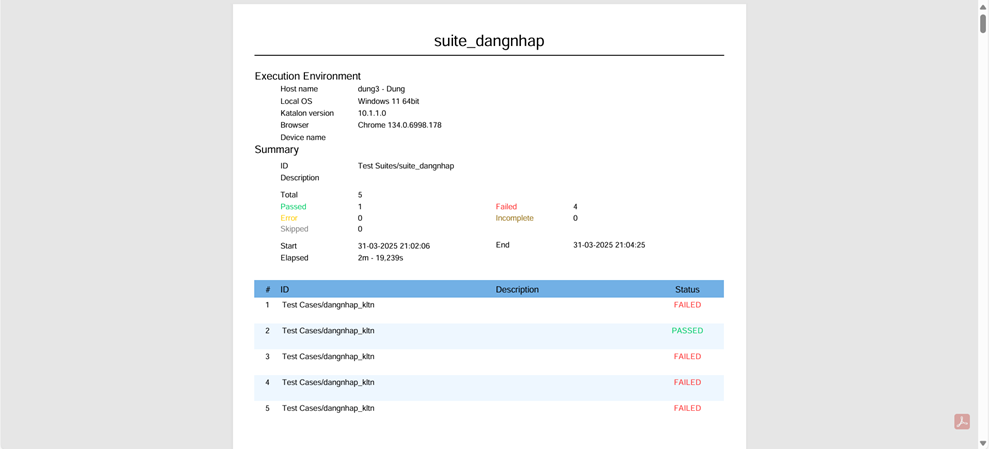 suite_dangnhap
Execution Environment
Host name dung3 - Dung
Local OS Windows 11 64bit
Katalon version 10.1.1.0
Browser Chrome 134.0.6998.178
Device name
Summary
ID Test Suites/suite_dangnhap
Description
Total 5
Passed 1 Failed 4
Error 0 Incomplete 0
Skipped 0
Start 31-03-2025 21:02:06 End 31-03-2025 21:04:25
Elapsed 2m - 19,239s
# ID Description Status
1 Test Cases/dangnhap_kltn FAILED
2 Test Cases/dangnhap_kltn PASSED
3 Test Cases/dangnhap_kltn FAILED
4 Test Cases/dangnhap_kltn FAILED
5 Test Cases/dangnhap_kltn FAILED